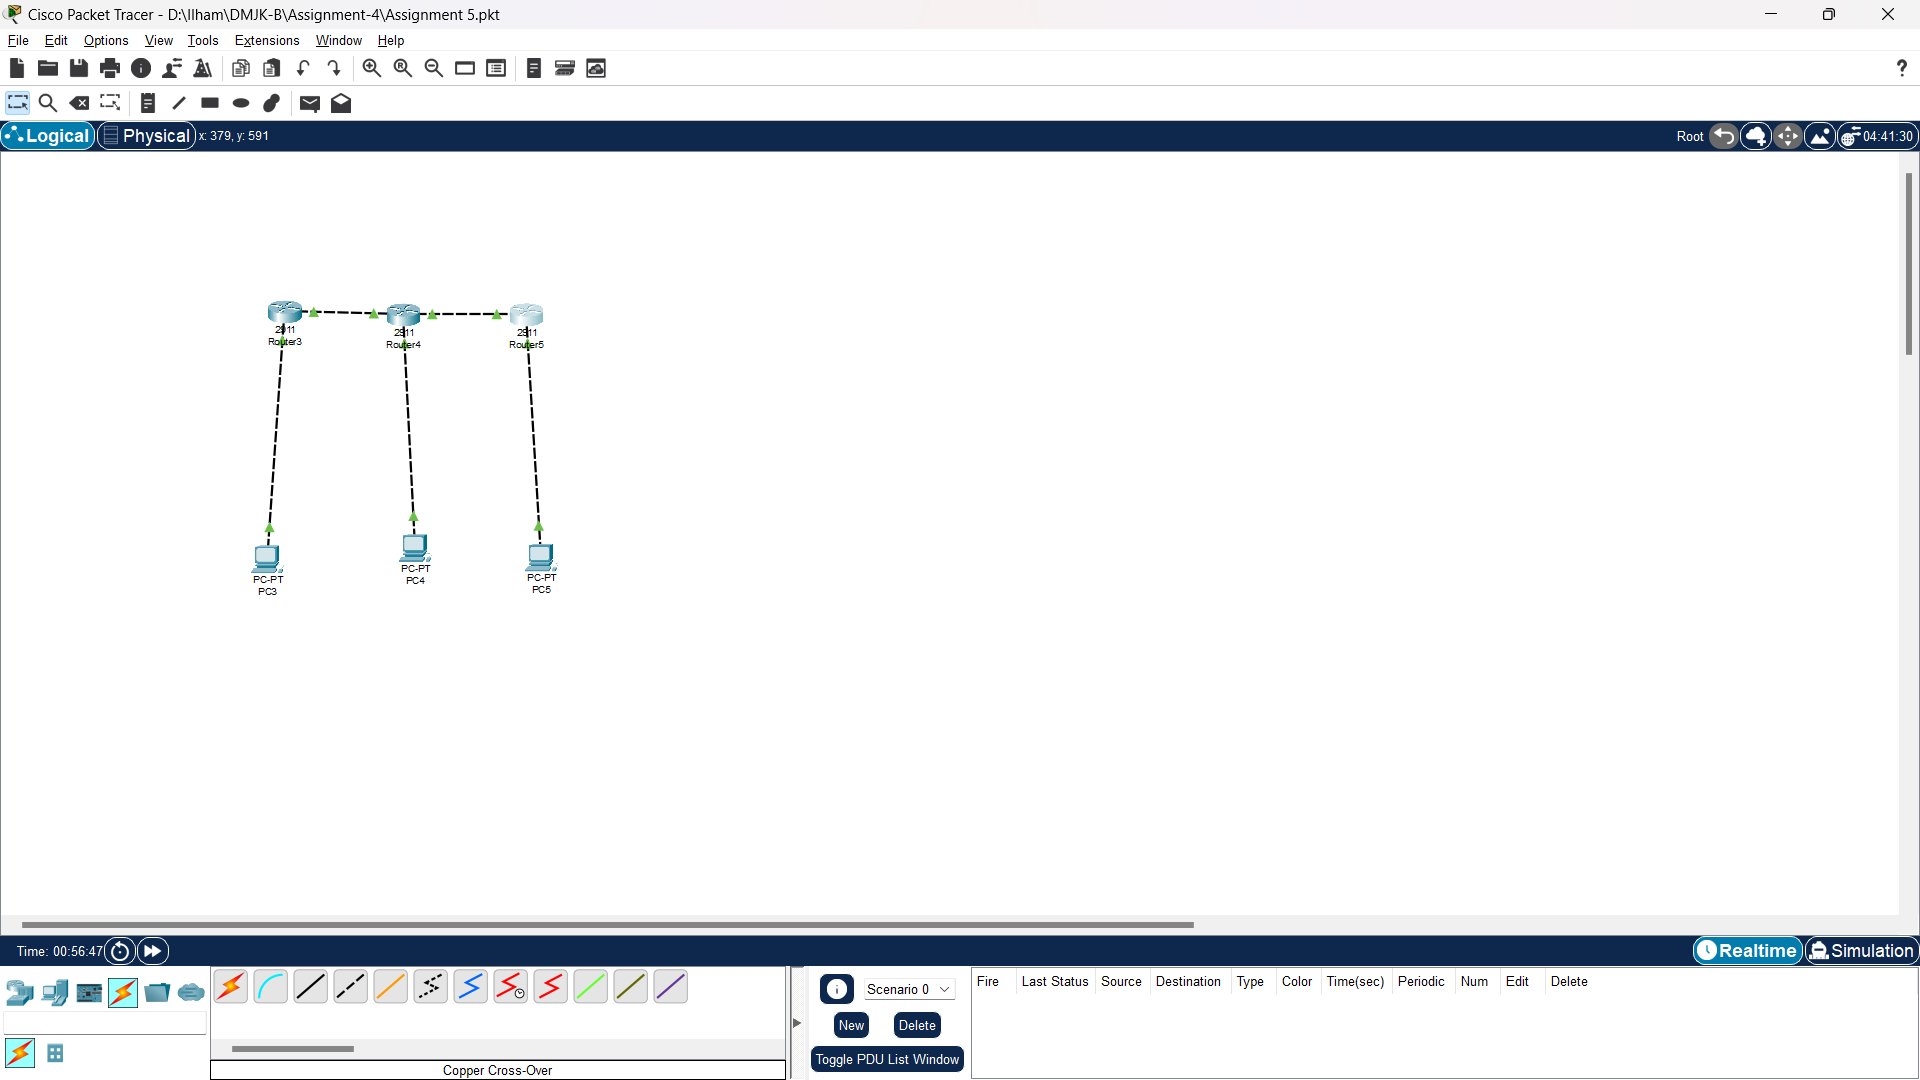 Cisco Packet Tracer - D:\Ilham\DMJK-B\Assignment-4\Assignment 5.pkt
File Edit Options View Tools Extensions Window Help
?
Logical Physical x: 379, y: 591 Root 04:41:30
2911
Router3
2911
Router4
2911
Router5
PC-PT
PC3
PC-PT
PC4
PC-PT
PC5
Time: 00:56:47 Realtime Simulation
Scenario 0
New Delete
Toggle PDU List Window
Fire Last Status Source Destination Type Color Time(sec) Periodic Num Edit Delete
Copper Cross-Over